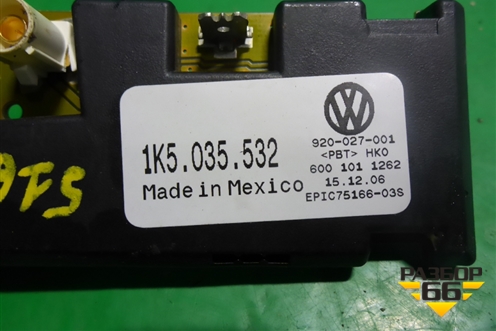 1K5.035.532
Made in Mexico
920-027-001
<PBT> HKO
600 101 1262
15.12.06
EPIC75166-03S
РАЗБОР
66